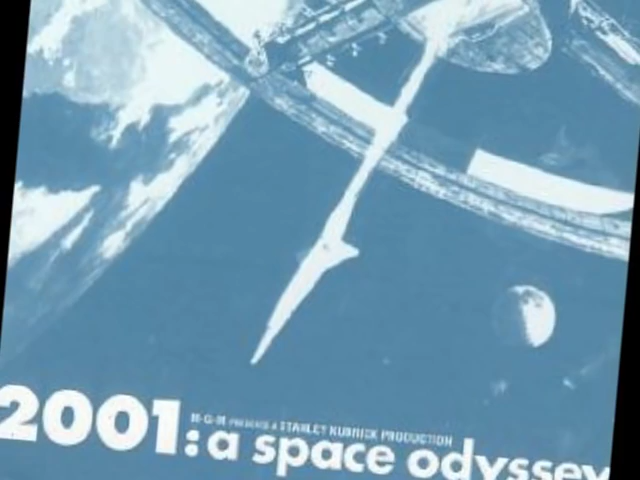 M-G-M PRESENTS A STANLEY KUBRICK PRODUCTION
2001: a space odyssey